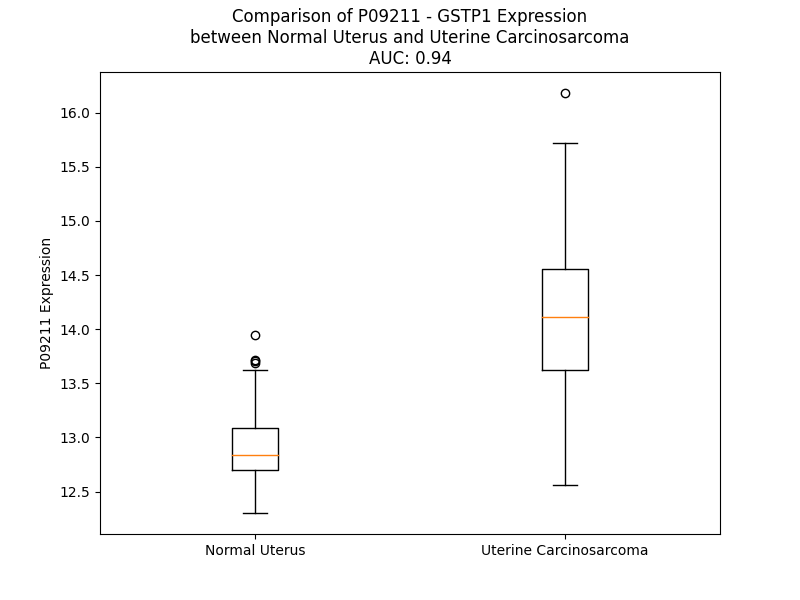 Comparison of P09211 - GSTP1 Expression
between Normal Uterus and Uterine Carcinosarcoma
AUC: 0.94
16.0
15.5
15.0
14.5
14.0
13.5
13.0
12.5
P09211 Expression
Normal Uterus
Uterine Carcinosarcoma